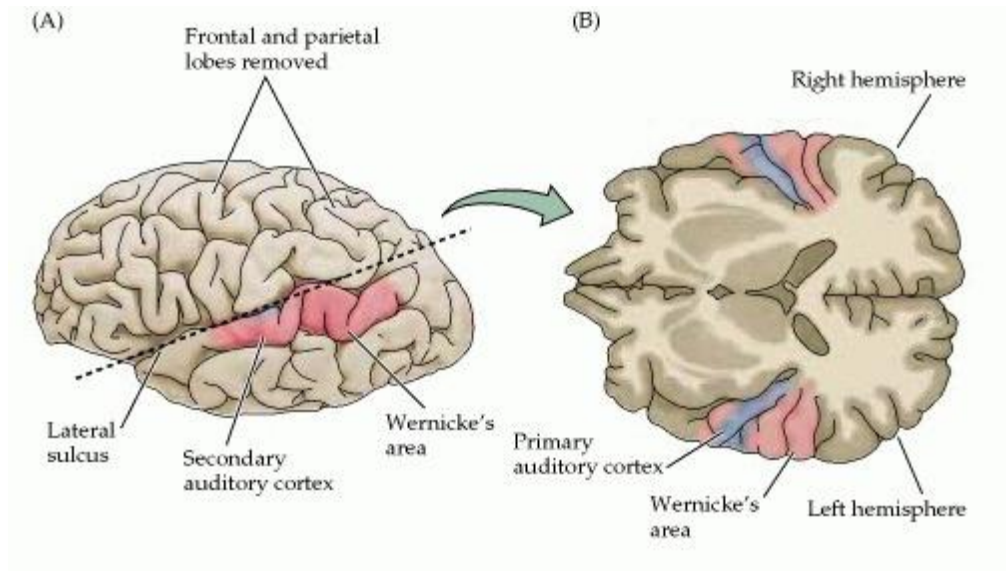 (A)
Frontal and parietal
lobes removed
Lateral
sulcus
Secondary
auditory cortex
Wernicke's
area
(B)
Right hemisphere
Primary
auditory cortex
Wernicke's
area
Left hemisphere